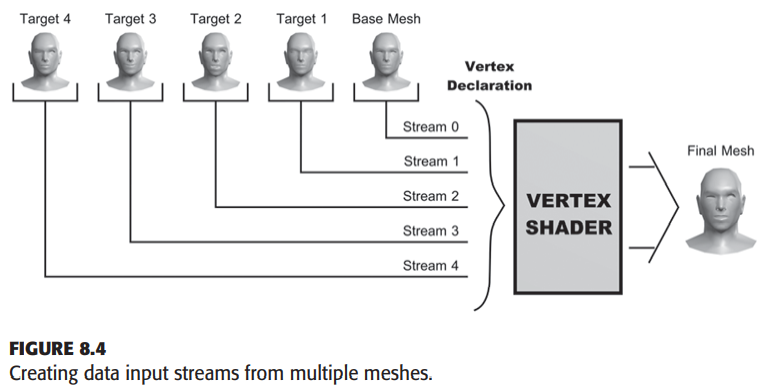 Target 4
Target 3
Target 2
Target 1
Base Mesh
Vertex
Declaration
Stream 0
Stream 1
Stream 2
Stream 3
Stream 4
VERTEX
SHADER
Final Mesh
FIGURE 8.4
Creating data input streams from multiple meshes.